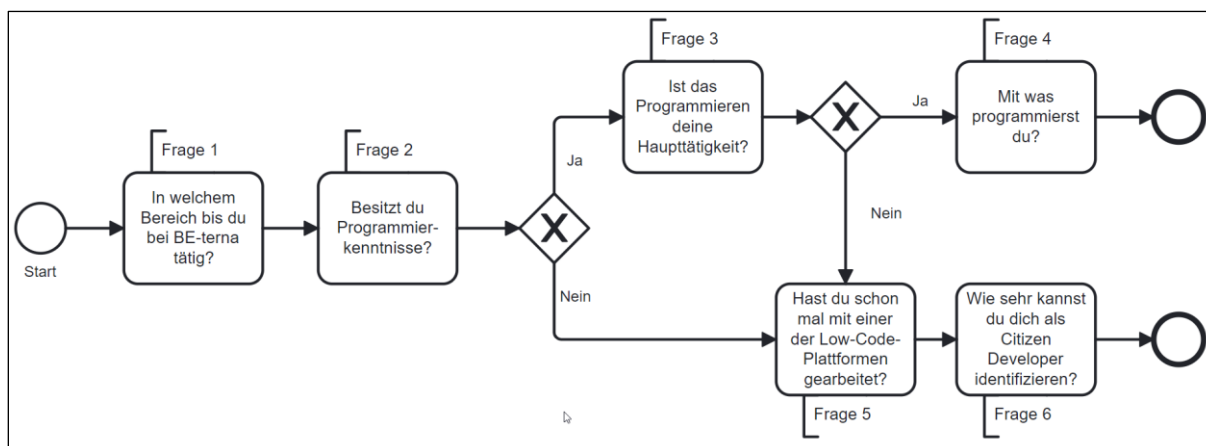 Frage 3
Ist das
Programmieren
deine
Haupttätigkeit?
Ja
Frage 4
Mit was
programmierst
du?
Frage 1
In welchem
Bereich bis du
bei BE-terna
tätig?
Frage 2
Besitzt du
Programmier-
kenntnisse?
Ja
Nein
Start
Nein
Hast du schon
mal mit einer
der Low-Code-
Plattformen
gearbeitet?
Frage 5
Wie sehr kannst
du dich als
Citizen
Developer
identifizieren?
Frage 6